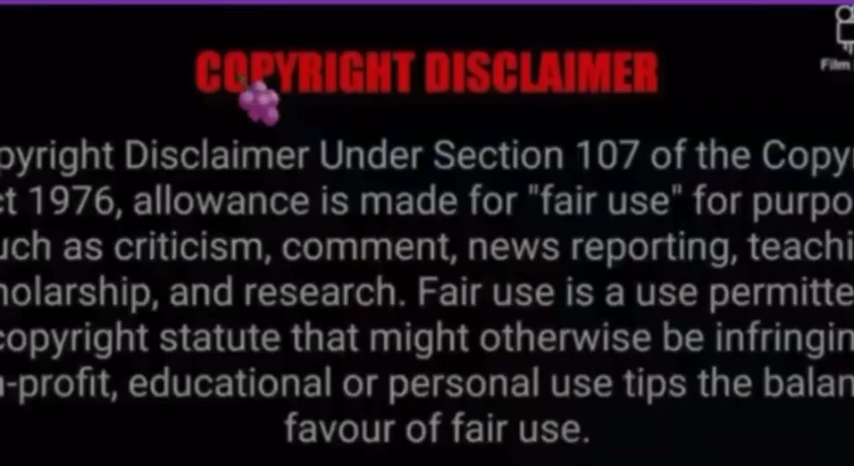 COPYRIGHT DISCLAIMER
Film
pyright Disclaimer Under Section 107 of the Copy
ct 1976, allowance is made for "fair use" for purpo
uch as criticism, comment, news reporting, teachi
holarship, and research. Fair use is a use permitte
copyright statute that might otherwise be infringin
-profit, educational or personal use tips the balan
favour of fair use.